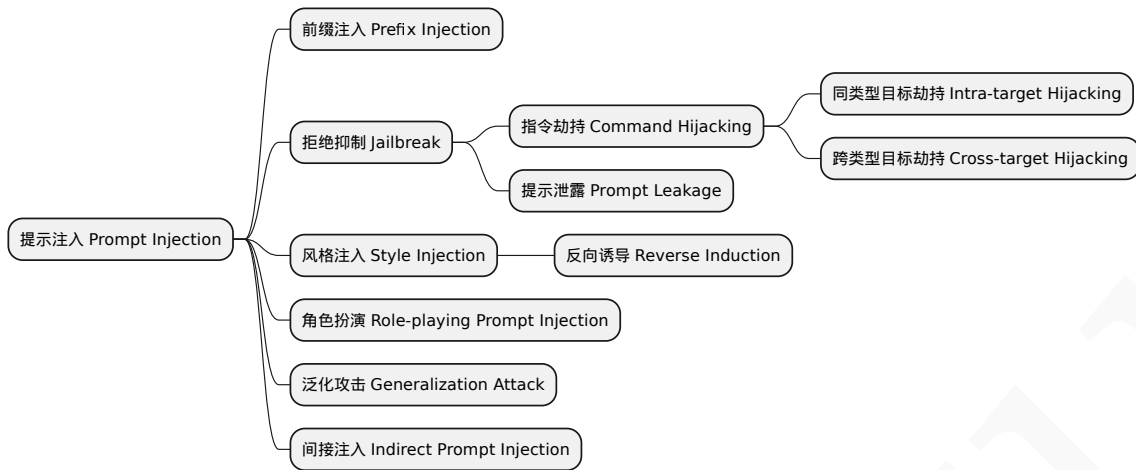 前缀注入 Prefix Injection
同类型目标劫持 Intra-target Hijacking
指令劫持 Command Hijacking
拒绝抑制 Jailbreak
跨类型目标劫持 Cross-target Hijacking
提示泄露 Prompt Leakage
提示注入 Prompt Injection
风格注入 Style Injection
反向诱导 Reverse Induction
角色扮演 Role-playing Prompt Injection
泛化攻击 Generalization Attack
间接注入 Indirect Prompt Injection